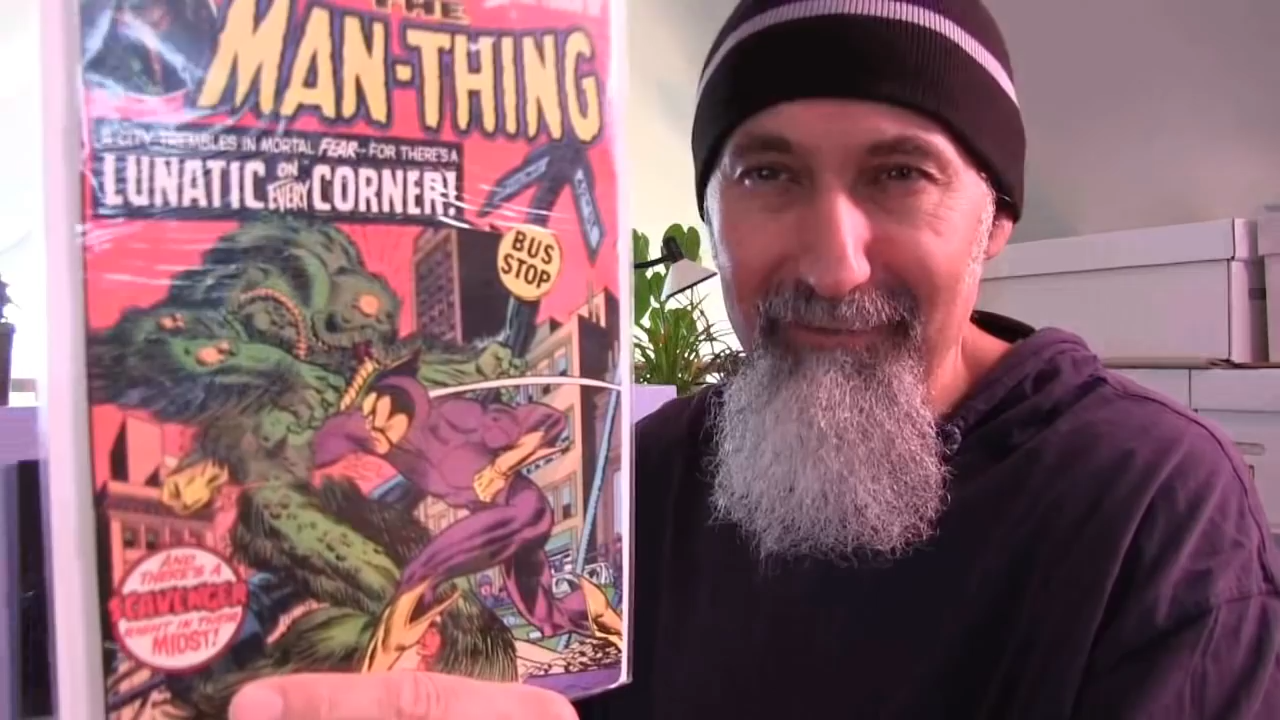 THE
MAN-THING
A CITY TREMBLES IN MORTAL FEAR--FOR THERE'S A
LUNATIC ON EVERY CORNER!
BUS
STOP
AND
THERE'S A
SCAVENGER
RIGHT IN THEIR
MIDST!